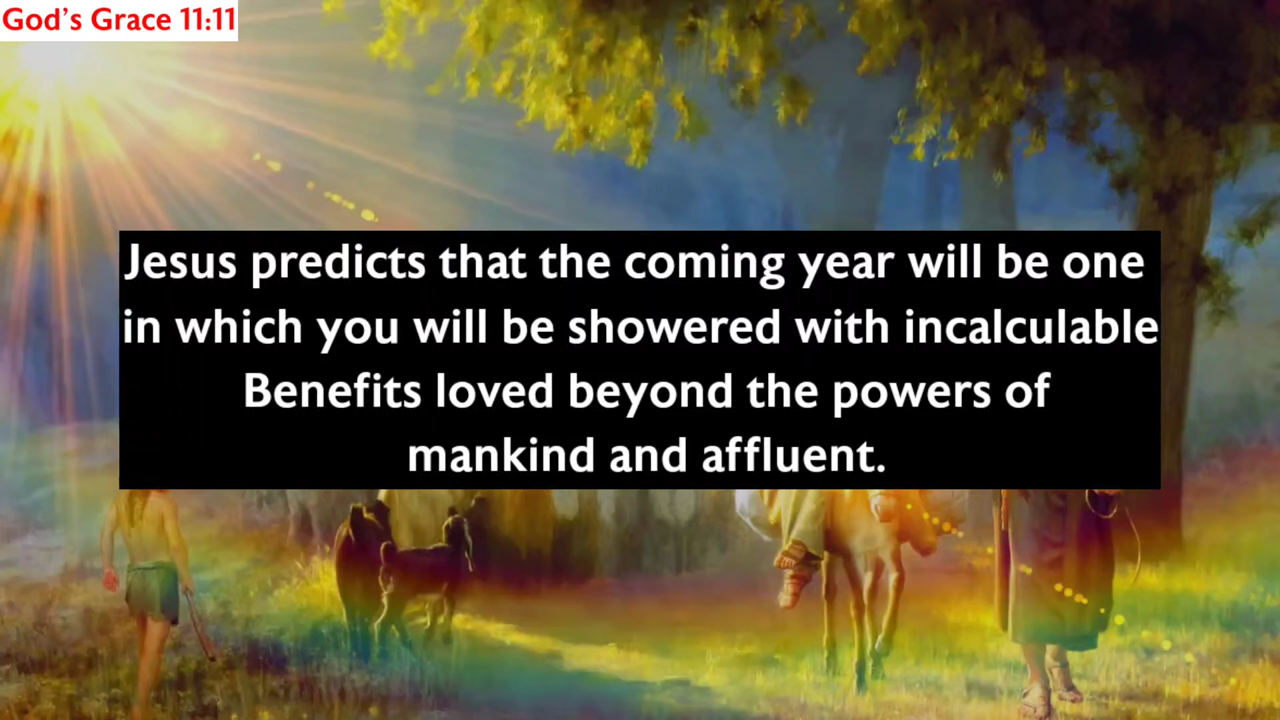 God's Grace 11:11
Jesus predicts that the coming year will be one
in which you will be showered with incalculable
Benefits loved beyond the powers of
mankind and affluent.